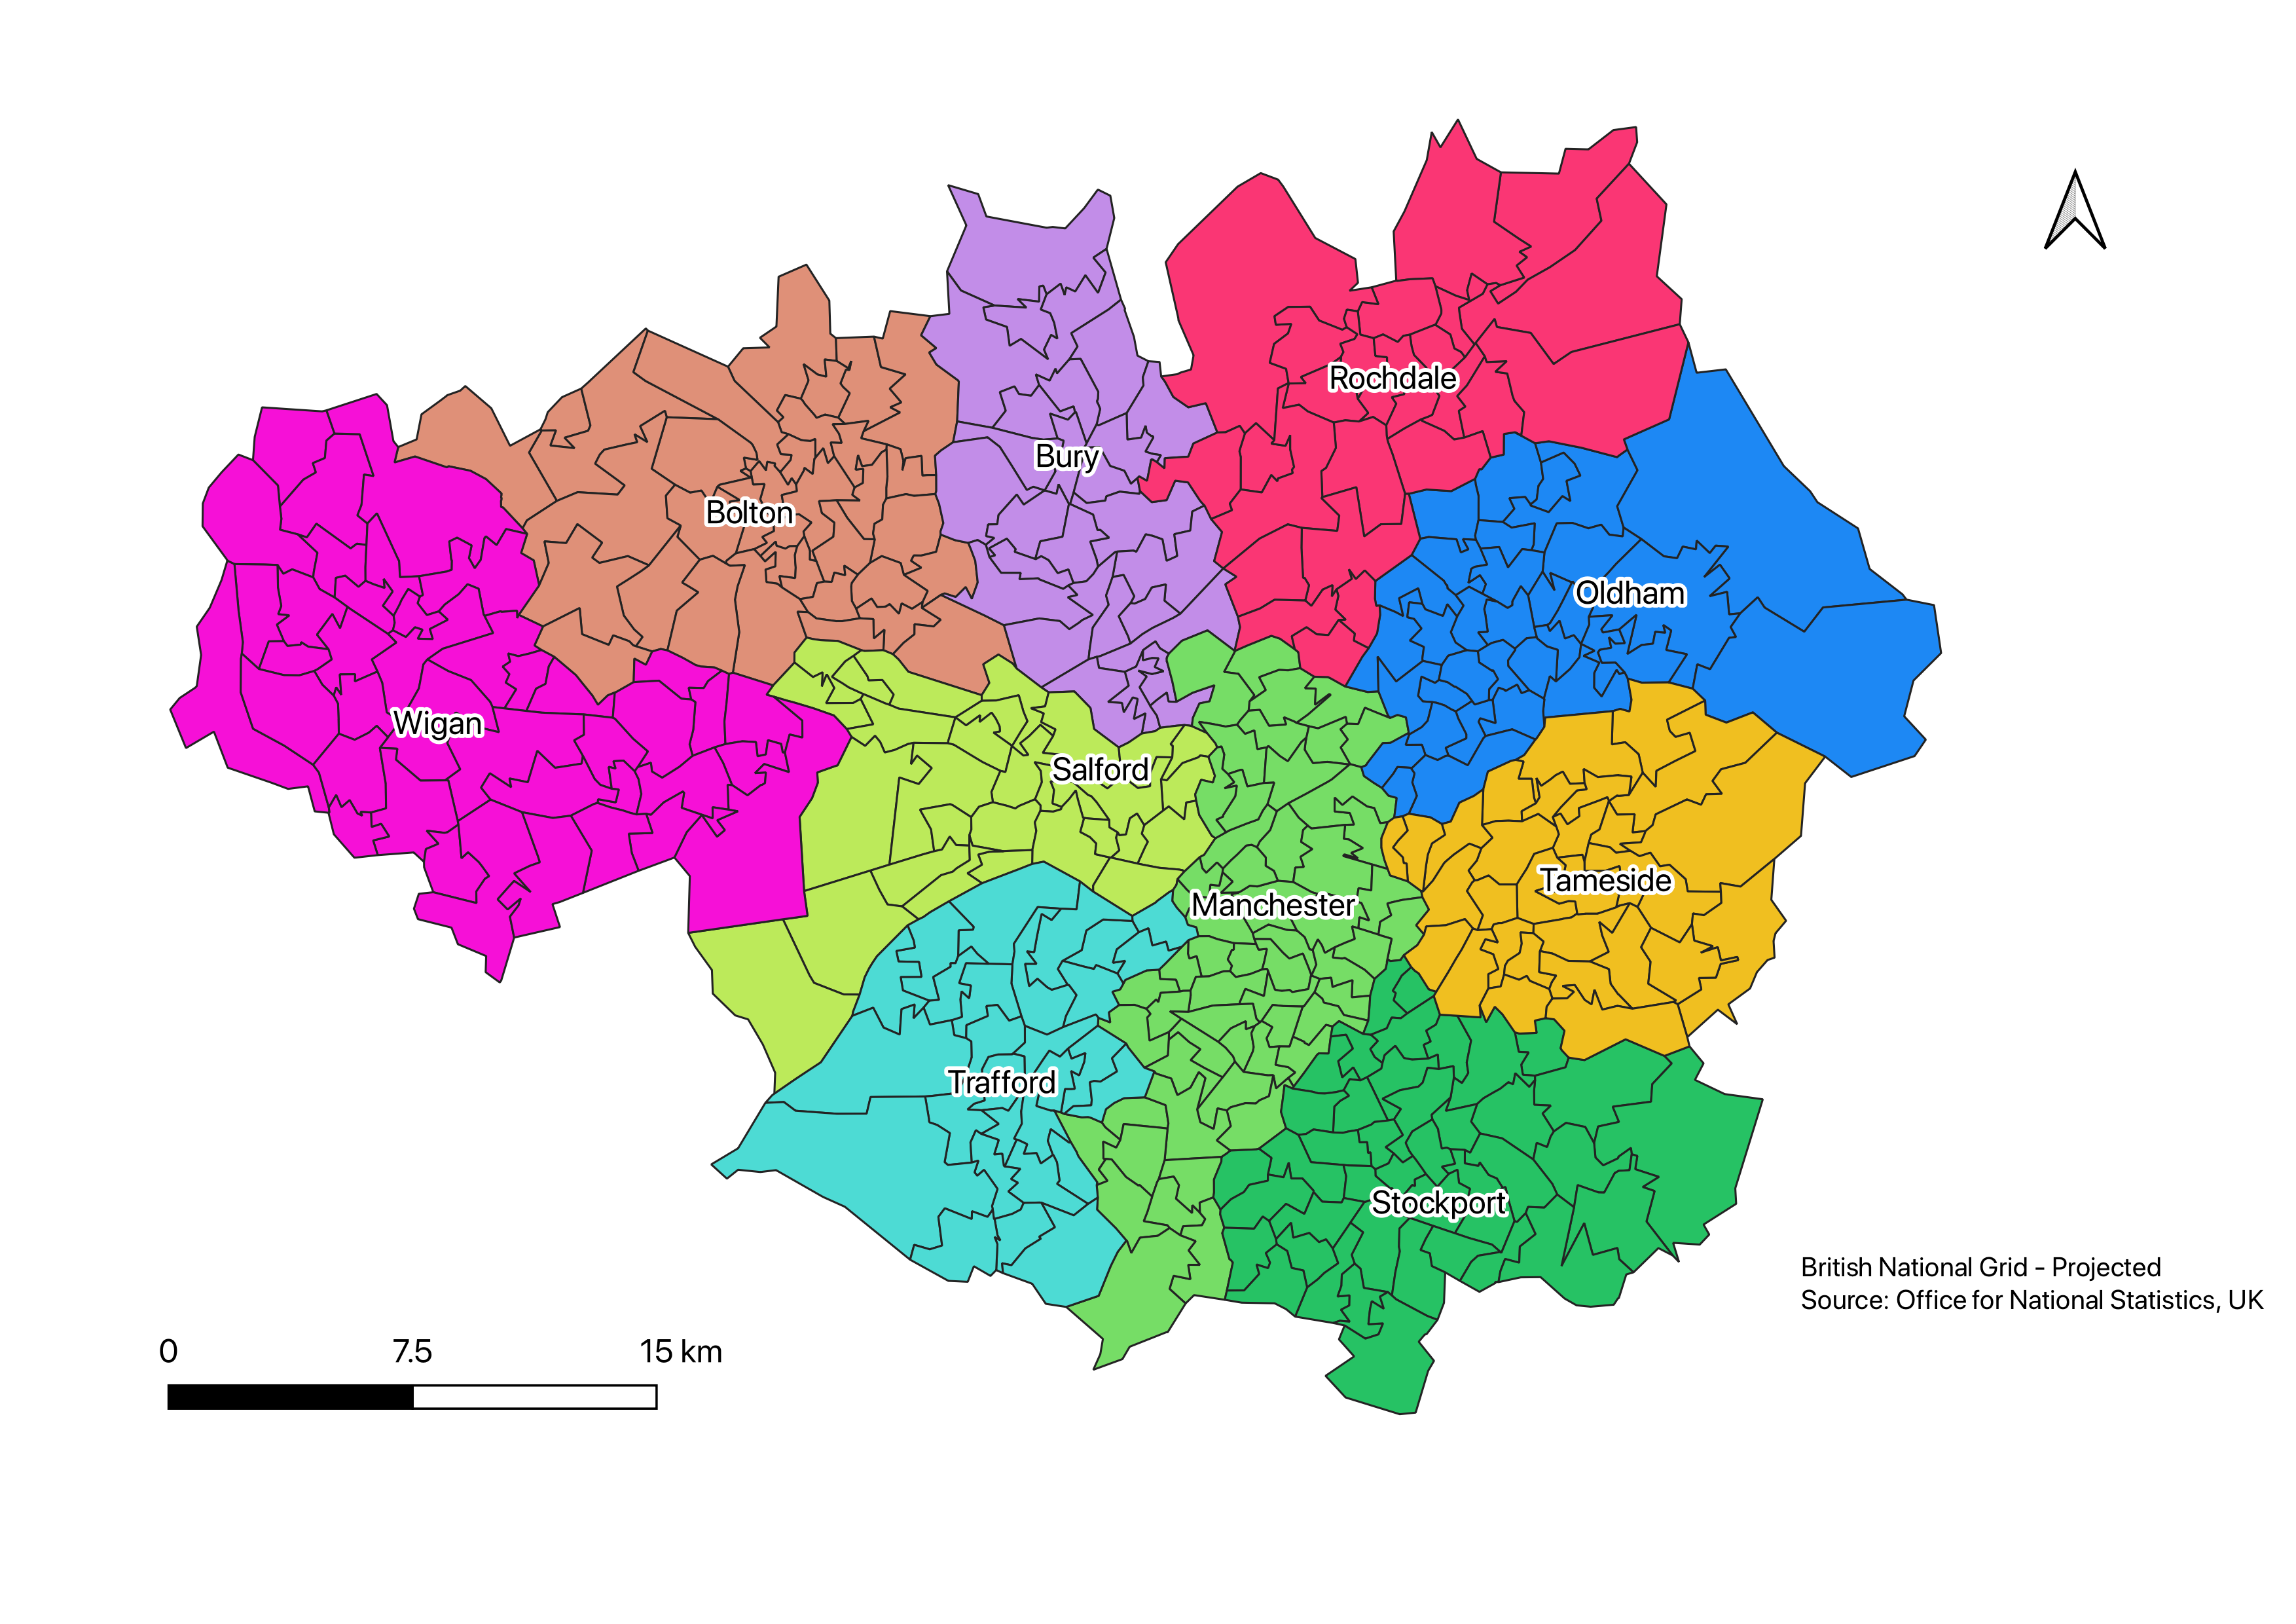 Rochdale
Bury
Bolton
Oldham
Wigan
Salford
Tameside
Manchester
Trafford
Stockport
British National Grid - Projected
Source: Office for National Statistics, UK
0 7.5 15 km